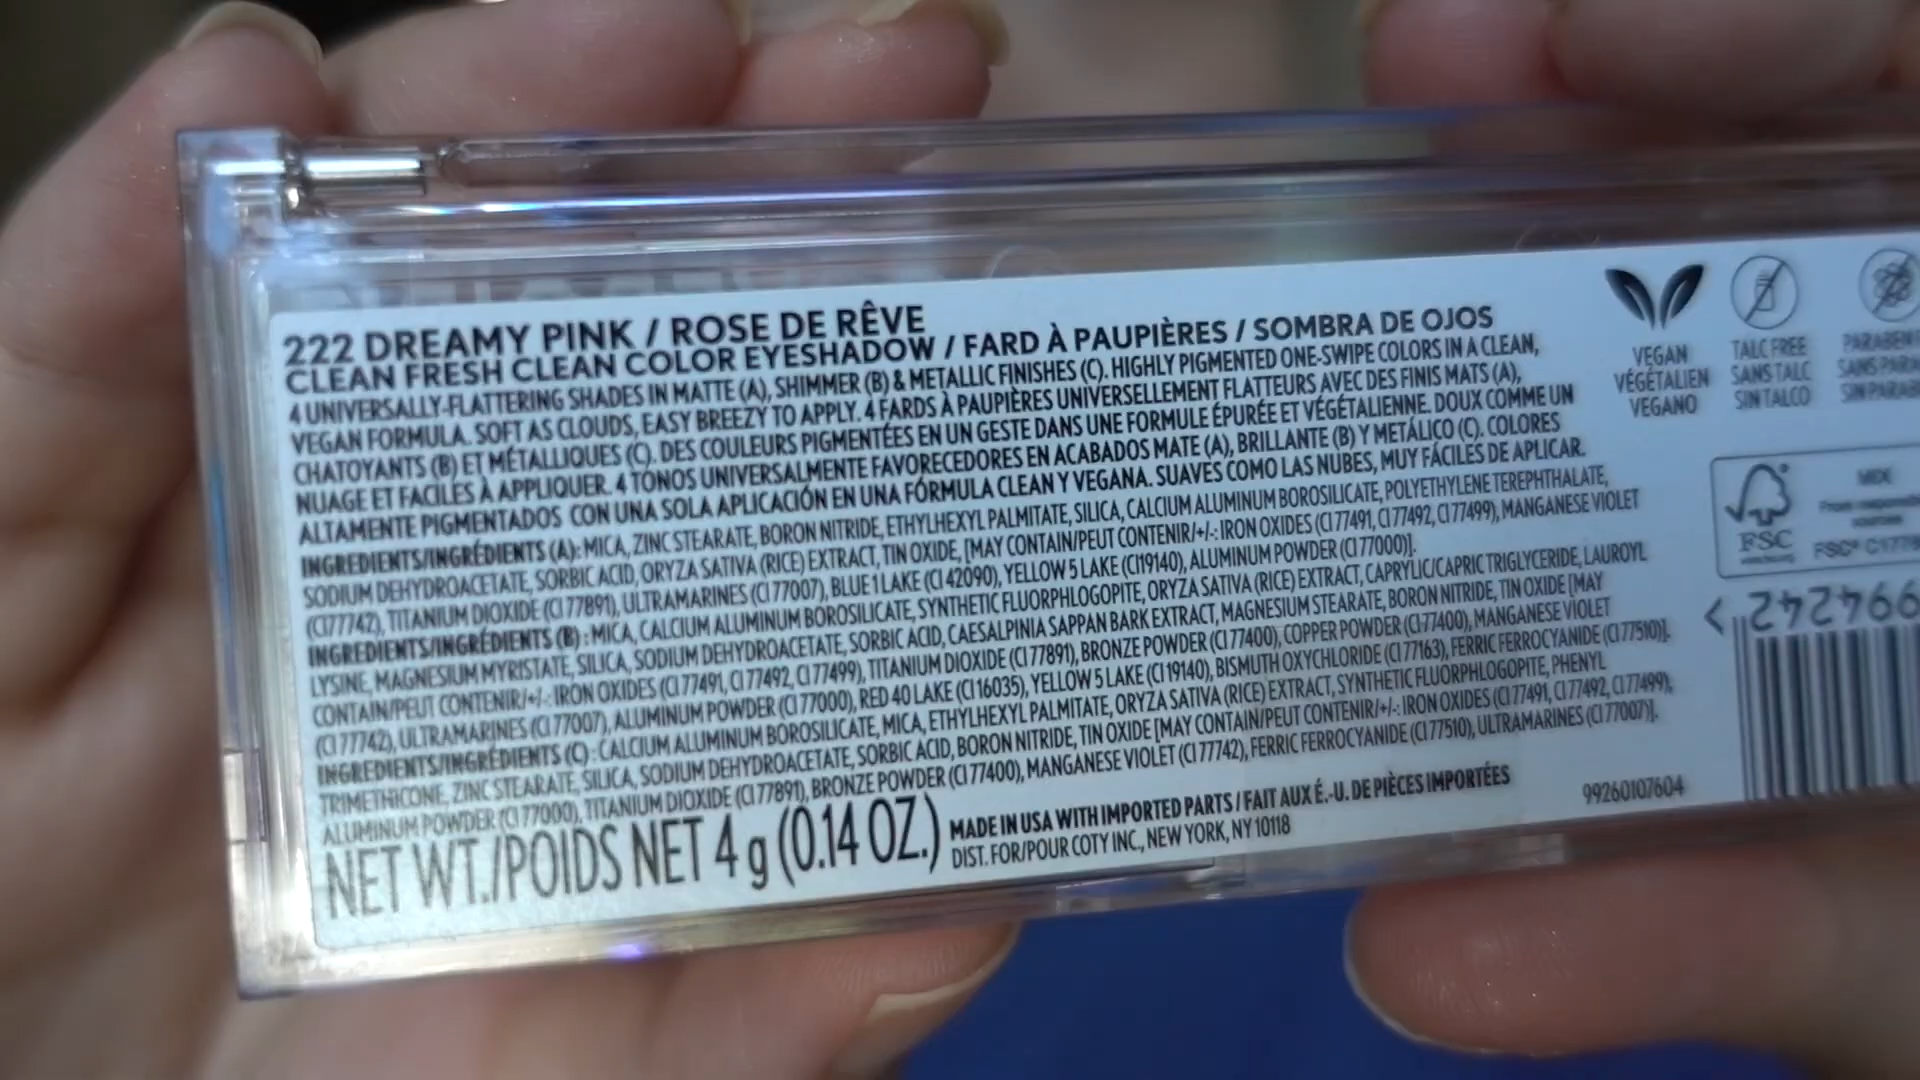 222 DREAMY PINK / ROSE DE RÊVE
CLEAN FRESH CLEAN COLOR EYESHADOW / FARD À PAUPIÈRES / SOMBRA DE OJOS
4 UNIVERSALLY-FLATTERING SHADES IN MATTE (A), SHIMMER (B) & METALLIC FINISHES (C). HIGHLY PIGMENTED ONE-SWIPE COLORS IN A CLEAN,
VEGAN FORMULA. SOFT AS CLOUDS, EASY BREEZY TO APPLY. 4 FARDS À PAUPIÈRES UNIVERSELLEMENT FLATTEURS AVEC DES FINIS MATS (A),
CHATOYANTS (B) ET MÉTALLIQUES (C). DES COULEURS PIGMENTÉES EN UN GESTE DANS UNE FORMULE ÉPURÉE ET VÉGÉTALIENNE. DOUX COMME UN
NUAGE ET FACILES À APPLIQUER. 4 TONOS UNIVERSALMENTE FAVORECEDORES EN ACABADOS MATE (A), BRILLANTE (B) Y METÁLICO (C). COLORES
ALTAMENTE PIGMENTADOS CON UNA SOLA APLICACIÓN EN UNA FÓRMULA CLEAN Y VEGANA. SUAVES COMO LAS NUBES, MUY FÁCILES DE APLICAR.
INGREDIENTS/INGRÉDIENTS (A): MICA, ZINC STEARATE, BORON NITRIDE, ETHYLHEXYL PALMITATE, SILICA, CALCIUM ALUMINUM BOROSILICATE, POLYETHYLENE TEREPHTHALATE,
SODIUM DEHYDROACETATE, SORBIC ACID, ORYZA SATIVA (RICE) EXTRACT, TIN OXIDE, [MAY CONTAIN/PEUT CONTENIR/+/-: IRON OXIDES (CI 77491, CI 77492, CI 77499), MANGANESE VIOLET
(CI 77742), TITANIUM DIOXIDE (CI 77891), ULTRAMARINES (CI 77007), BLUE 1 LAKE (CI 42090), YELLOW 5 LAKE (CI 19140), ALUMINUM POWDER (CI 77000)].
INGREDIENTS/INGRÉDIENTS (B): MICA, CALCIUM ALUMINUM BOROSILICATE, SYNTHETIC FLUORPHLOGOPITE, ORYZA SATIVA (RICE) EXTRACT, CAPRYLIC/CAPRIC TRIGLYCERIDE, LAUROYL
LYSINE, MAGNESIUM MYRISTATE, SILICA, SODIUM DEHYDROACETATE, SORBIC ACID, CAESALPINIA SAPPAN BARK EXTRACT, MAGNESIUM STEARATE, BORON NITRIDE, TIN OXIDE [MAY
CONTAIN/PEUT CONTENIR/+/-: IRON OXIDES (CI 77491, CI 77492, CI 77499), TITANIUM DIOXIDE (CI 77891), BRONZE POWDER (CI 77400), COPPER POWDER (CI 77400), MANGANESE VIOLET
(CI 77742), ULTRAMARINES (CI 77007), ALUMINUM POWDER (CI 77000), RED 40 LAKE (CI 16035), YELLOW 5 LAKE (CI 19140), BISMUTH OXYCHLORIDE (CI 77163), FERRIC FERROCYANIDE (CI 77510)].
INGREDIENTS/INGRÉDIENTS (C): CALCIUM ALUMINUM BOROSILICATE, MICA, ETHYLHEXYL PALMITATE, ORYZA SATIVA (RICE) EXTRACT, SYNTHETIC FLUORPHLOGOPITE, PHENYL
TRIMETHICONE, ZINC STEARATE, SILICA, SODIUM DEHYDROACETATE, SORBIC ACID, BORON NITRIDE, TIN OXIDE [MAY CONTAIN/PEUT CONTENIR/+/-: IRON OXIDES (CI 77491, CI 77492, CI 77499),
ALUMINUM POWDER (CI 77000), TITANIUM DIOXIDE (CI 77891), BRONZE POWDER (CI 77400), MANGANESE VIOLET (CI 77742), FERRIC FERROCYANIDE (CI 77510), ULTRAMARINES (CI 77007)].
NET WT./POIDS NET 4 g (0.14 OZ.)
MADE IN USA WITH IMPORTED PARTS / FAIT AUX É.-U. DE PIÈCES IMPORTÉES
DIST. FOR/POUR COTY INC., NEW YORK, NY 10118
99260107604
VEGAN
VÉGÉTALIEN
VEGANO
TALC FREE
SANS TALC
SIN TALCO
PARABEN
SANS PARA
SIN PARAB
FSC
MIX